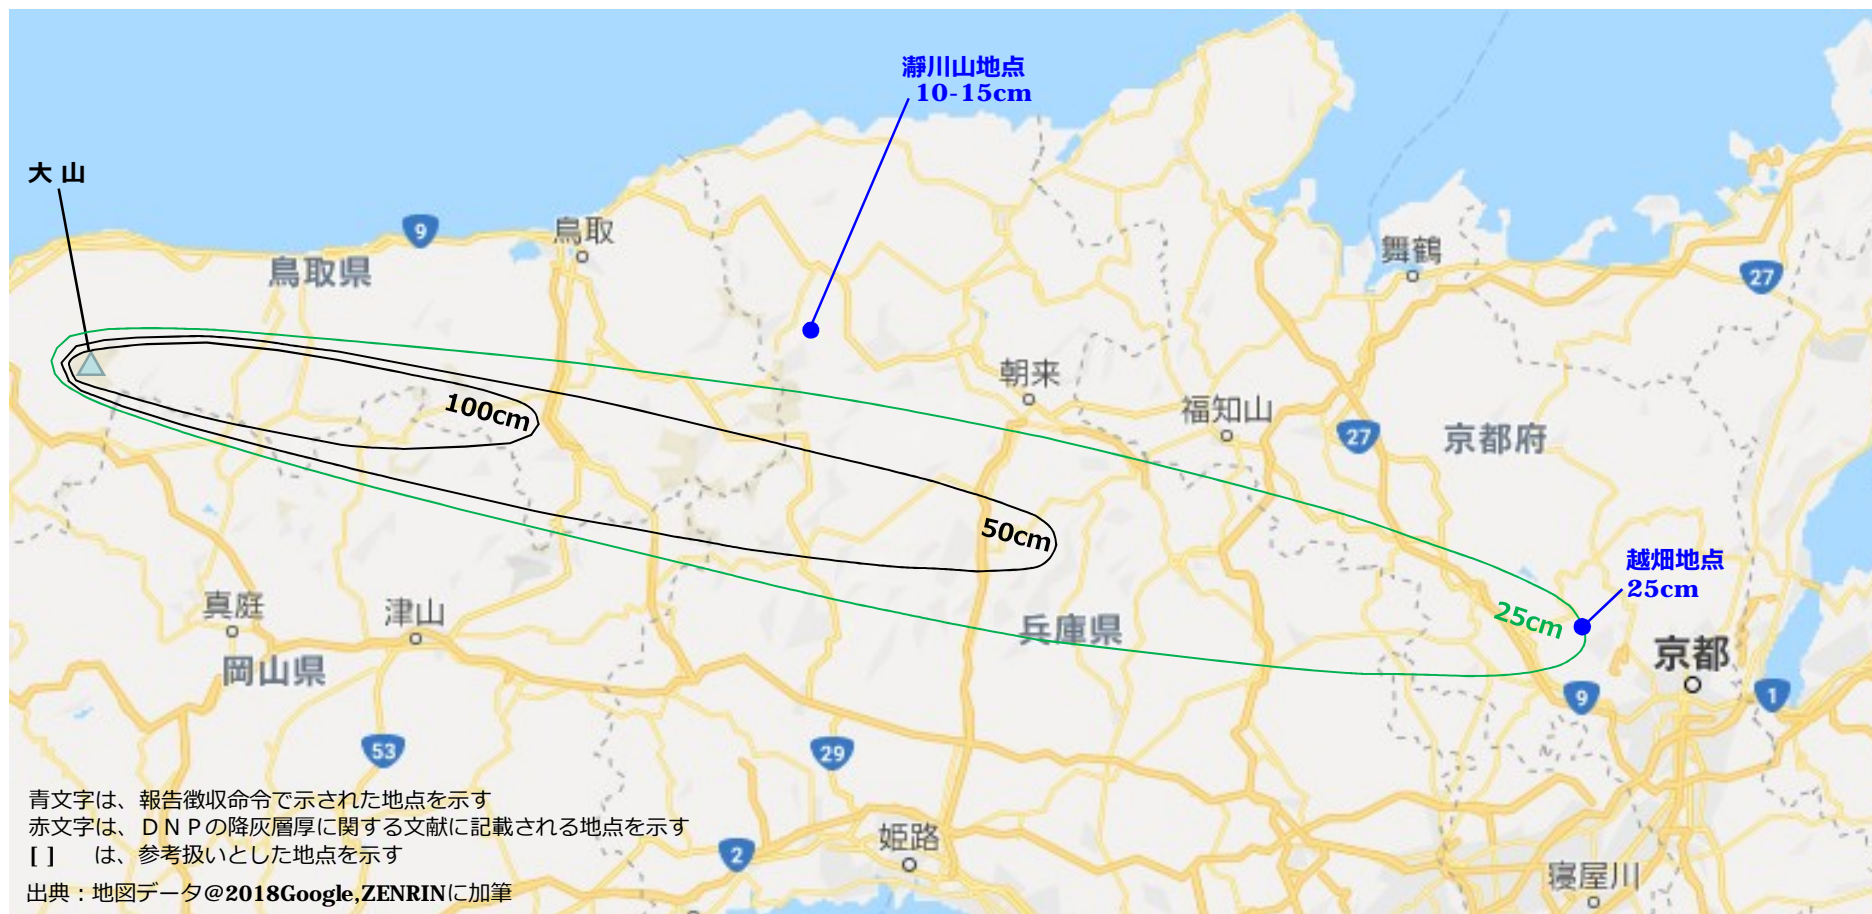 瀞川山地点
10-15cm
大 山
9
鳥取
鳥取県
舞鶴
27
朝来
100cm
福知山
27
京都府
50cm
越畑地点
25cm
真庭
津山
25cm
兵庫県
京都
岡山県
9
1
53
29
青文字は、報告徴収命令で示された地点を示す
赤文字は、ＤＮＰの降灰層厚に関する文献に記載される地点を示す
[ ]　は、参考扱いとした地点を示す
2
姫路
寝屋川
出典：地図データ@2018Google,ZENRINに加筆